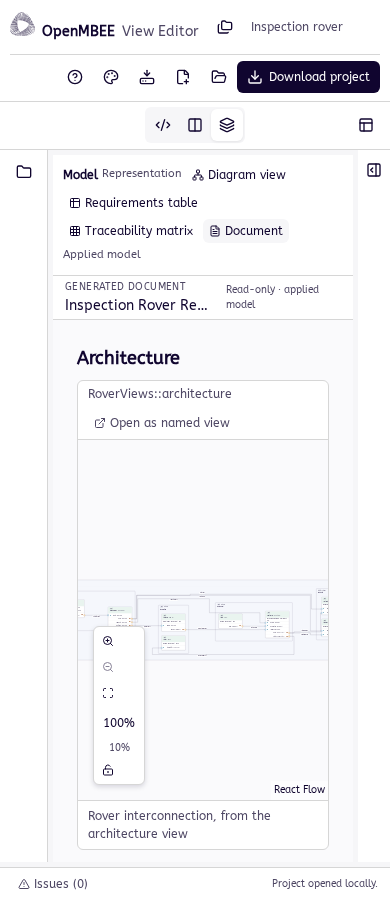 OpenMBEE View Editor Inspection rover
Download project
Model Representation Diagram view
Requirements table
Traceability matrix Document
Applied model
GENERATED DOCUMENT
Inspection Rover Re...
Read-only · applied
model
Architecture
RoverViews::architecture
Open as named view
100%
10%
React Flow
Rover interconnection, from the
architecture view
Issues (0) Project opened locally.